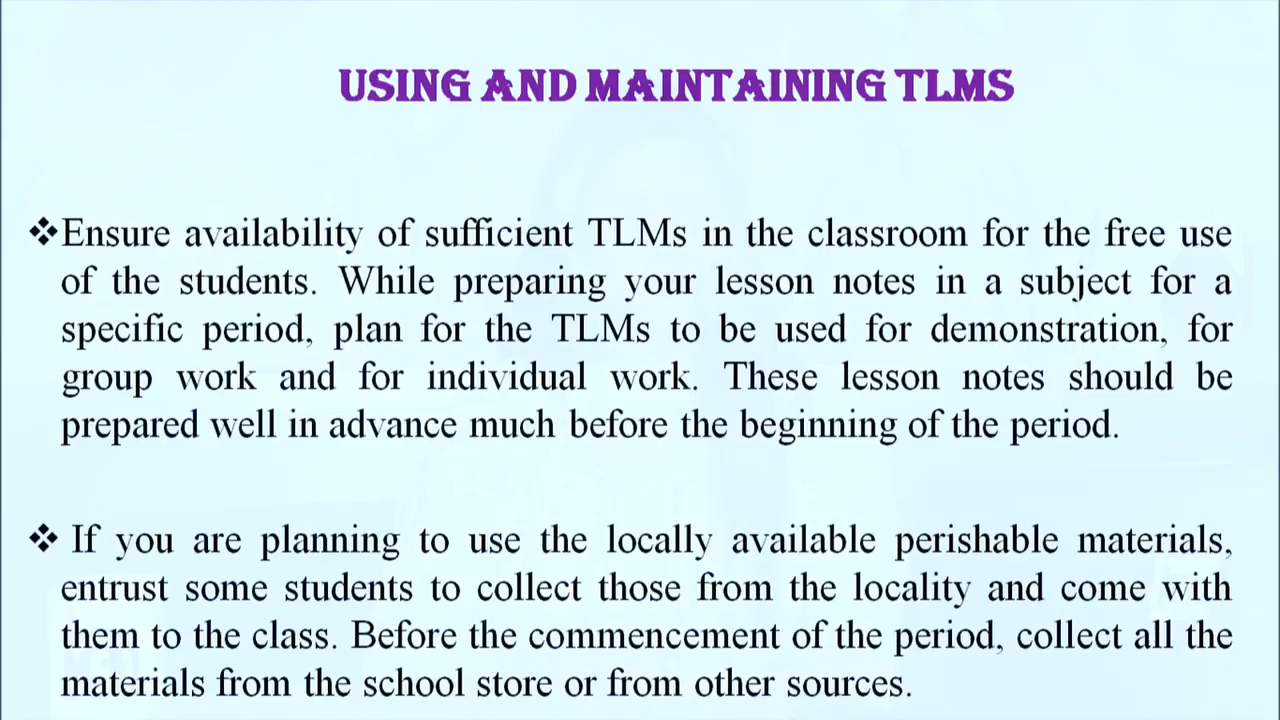 USING AND MAINTAINING TLMS
❖Ensure availability of sufficient TLMs in the classroom for the free use
of the students. While preparing your lesson notes in a subject for a
specific period, plan for the TLMs to be used for demonstration, for
group work and for individual work. These lesson notes should be
prepared well in advance much before the beginning of the period.
❖ If you are planning to use the locally available perishable materials,
entrust some students to collect those from the locality and come with
them to the class. Before the commencement of the period, collect all the
materials from the school store or from other sources.